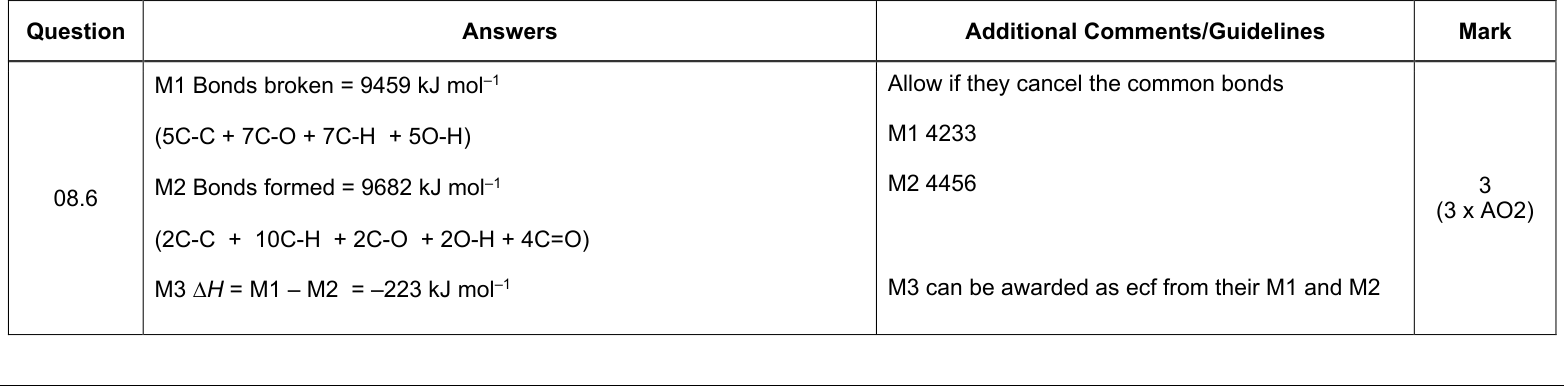 Question Answers Additional Comments/Guidelines Mark
08.6
M1 Bonds broken = 9459 kJ mol⁻¹
(5C-C + 7C-O + 7C-H + 5O-H)
M2 Bonds formed = 9682 kJ mol⁻¹
(2C-C + 10C-H + 2C-O + 2O-H + 4C=O)
M3 ΔH = M1 – M2 = –223 kJ mol⁻¹
Allow if they cancel the common bonds
M1 4233
M2 4456
M3 can be awarded as ecf from their M1 and M2
3
(3 x AO2)